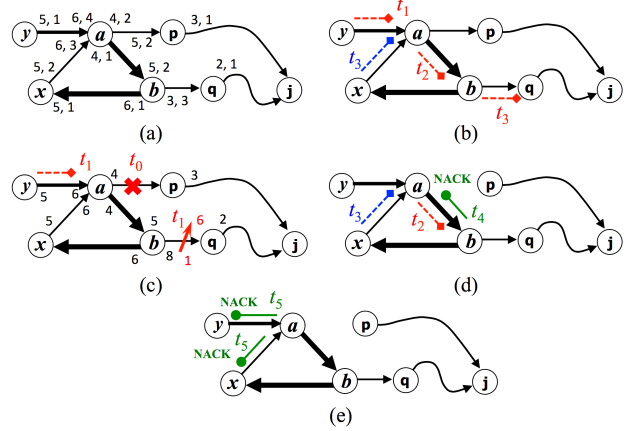 5, 1 6, 4 4, 2 3, 1
y a p
6, 3 4, 1 5, 2
5, 2 5, 2 2, 1
x b q j
5, 1 6, 1 3, 3
(a)
t1
y a p
t3 t2
x b q j
t3
(b)
t1 4 t0 3
y a p
5 6 6 4
5 5 t1 6 2
x b q j
6 8 1
(c)
NACK
y a p
t3 t2 t4
x b q j
(d)
NACK t5
y a p
NACK t5
x b q j
(e)